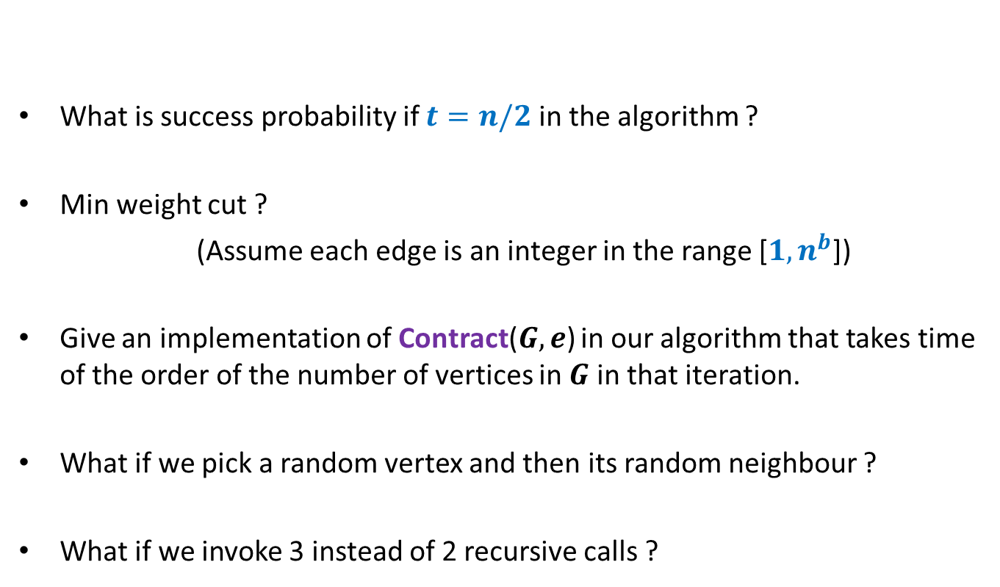 • What is success probability if t = n/2 in the algorithm ?
• Min weight cut ?
(Assume each edge is an integer in the range [1, n^b])
• Give an implementation of Contract(G, e) in our algorithm that takes time
of the order of the number of vertices in G in that iteration.
• What if we pick a random vertex and then its random neighbour ?
• What if we invoke 3 instead of 2 recursive calls ?